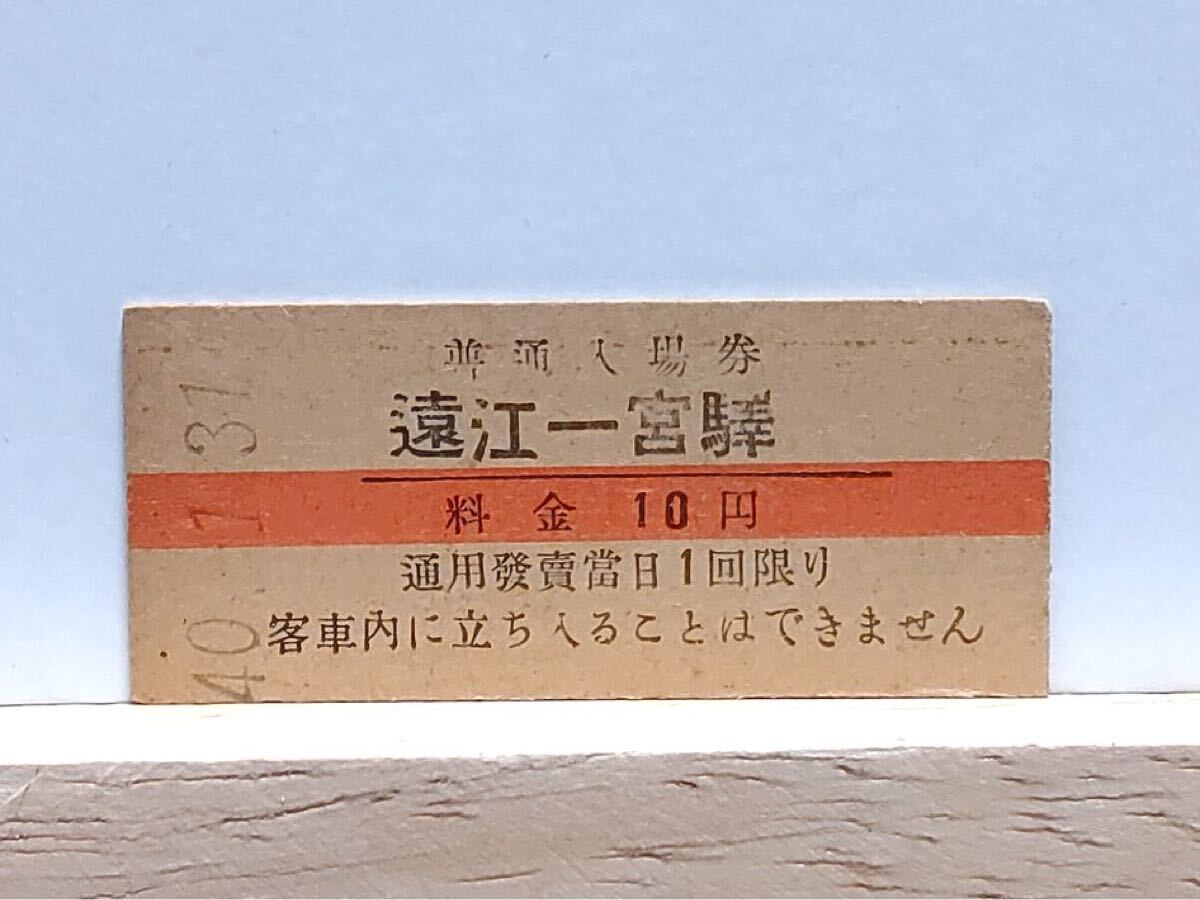 普通入場券
遠江一宮驛
料金 10円
通用發賣當日1回限り
客車內に立ち入ることはできません
40 1 31